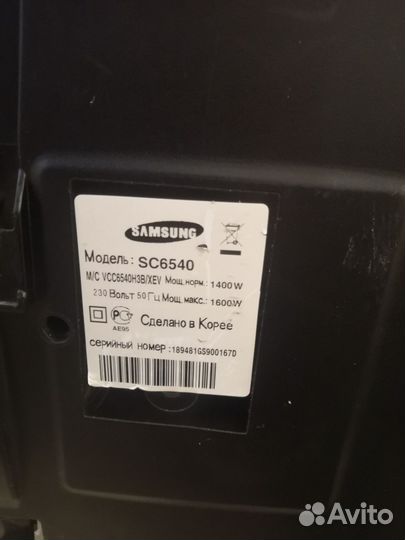 SAMSUNG
Модель: SC6540
M/C VCC6540H3B/XEV Мощ.норм.: 1400W
230 Вольт 50 Гц Мощ.макс.: 1600W
АЕ95 Сделано в Корее
серийный номер :189481GS900167D
Avito